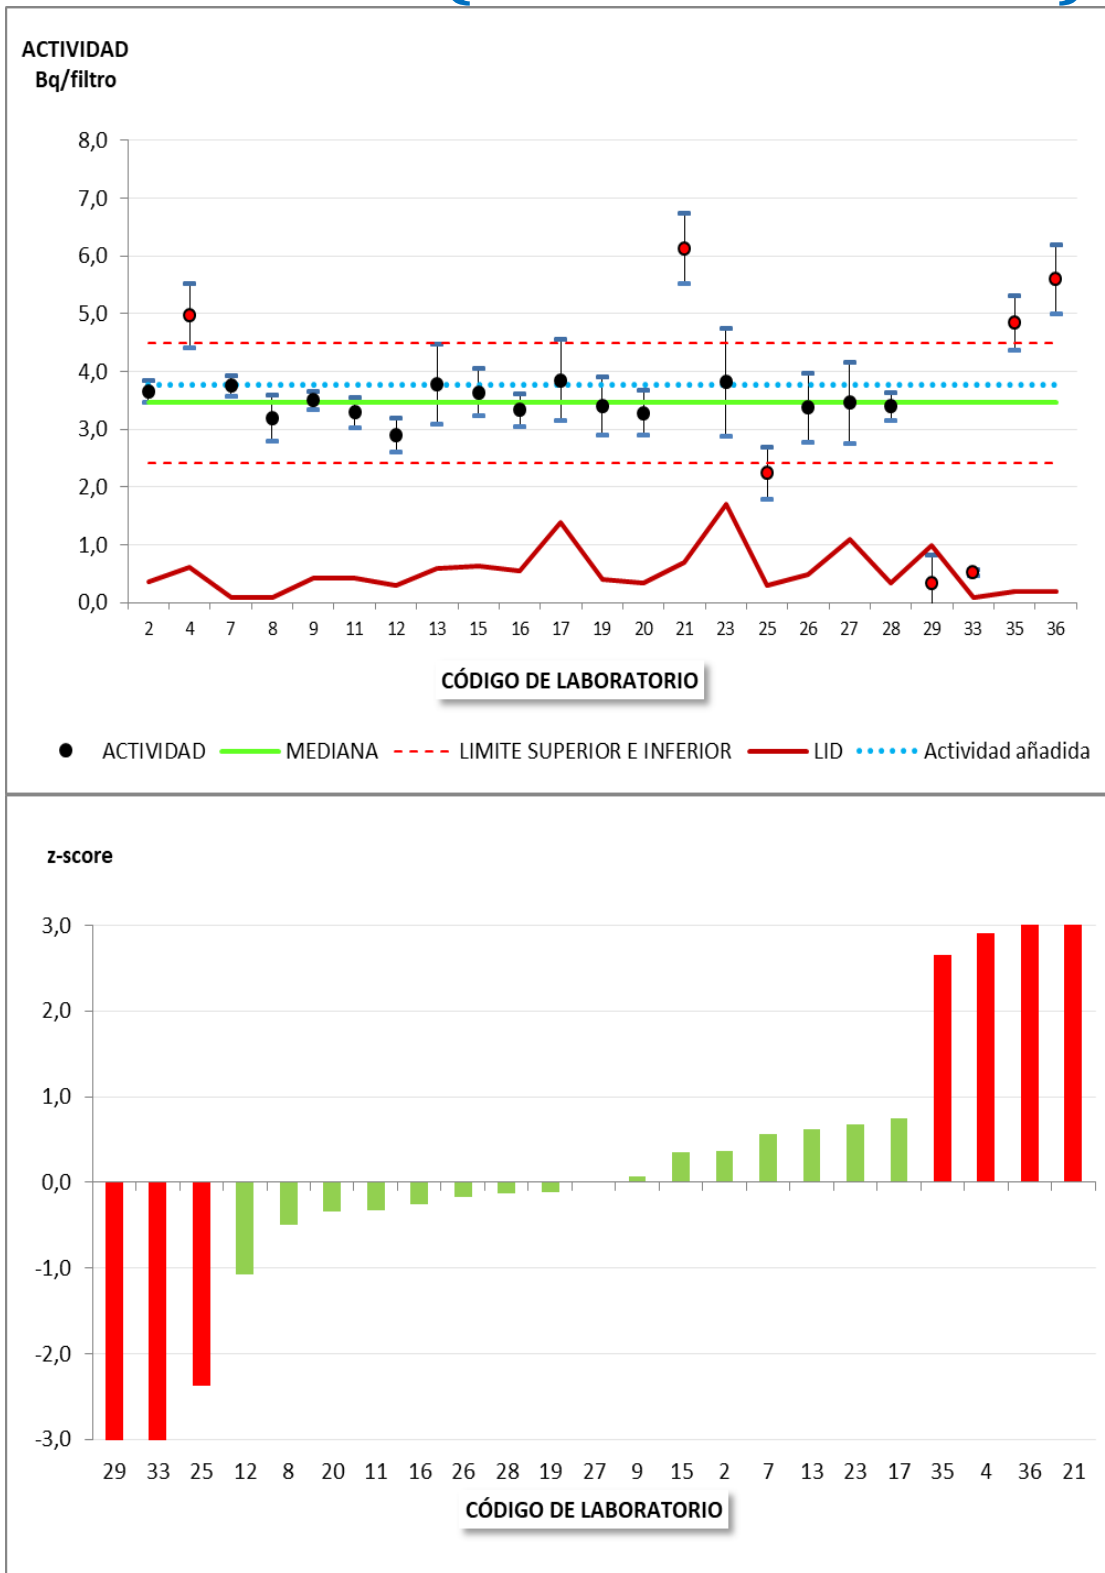 ACTIVIDAD
Bq/filtro
8,0
7,0
6,0
5,0
4,0
3,0
2,0
1,0
0,0
2 4 7 8 9 11 12 13 15 16 17 19 20 21 23 25 26 27 28 29 33 35 36
CÓDIGO DE LABORATORIO
ACTIVIDAD MEDIANA LIMITE SUPERIOR E INFERIOR LID Actividad añadida
z-score
3,0
2,0
1,0
0,0
-1,0
-2,0
-3,0
29 33 25 12 8 20 11 16 26 28 19 27 9 15 2 7 13 23 17 35 4 36 21
CÓDIGO DE LABORATORIO